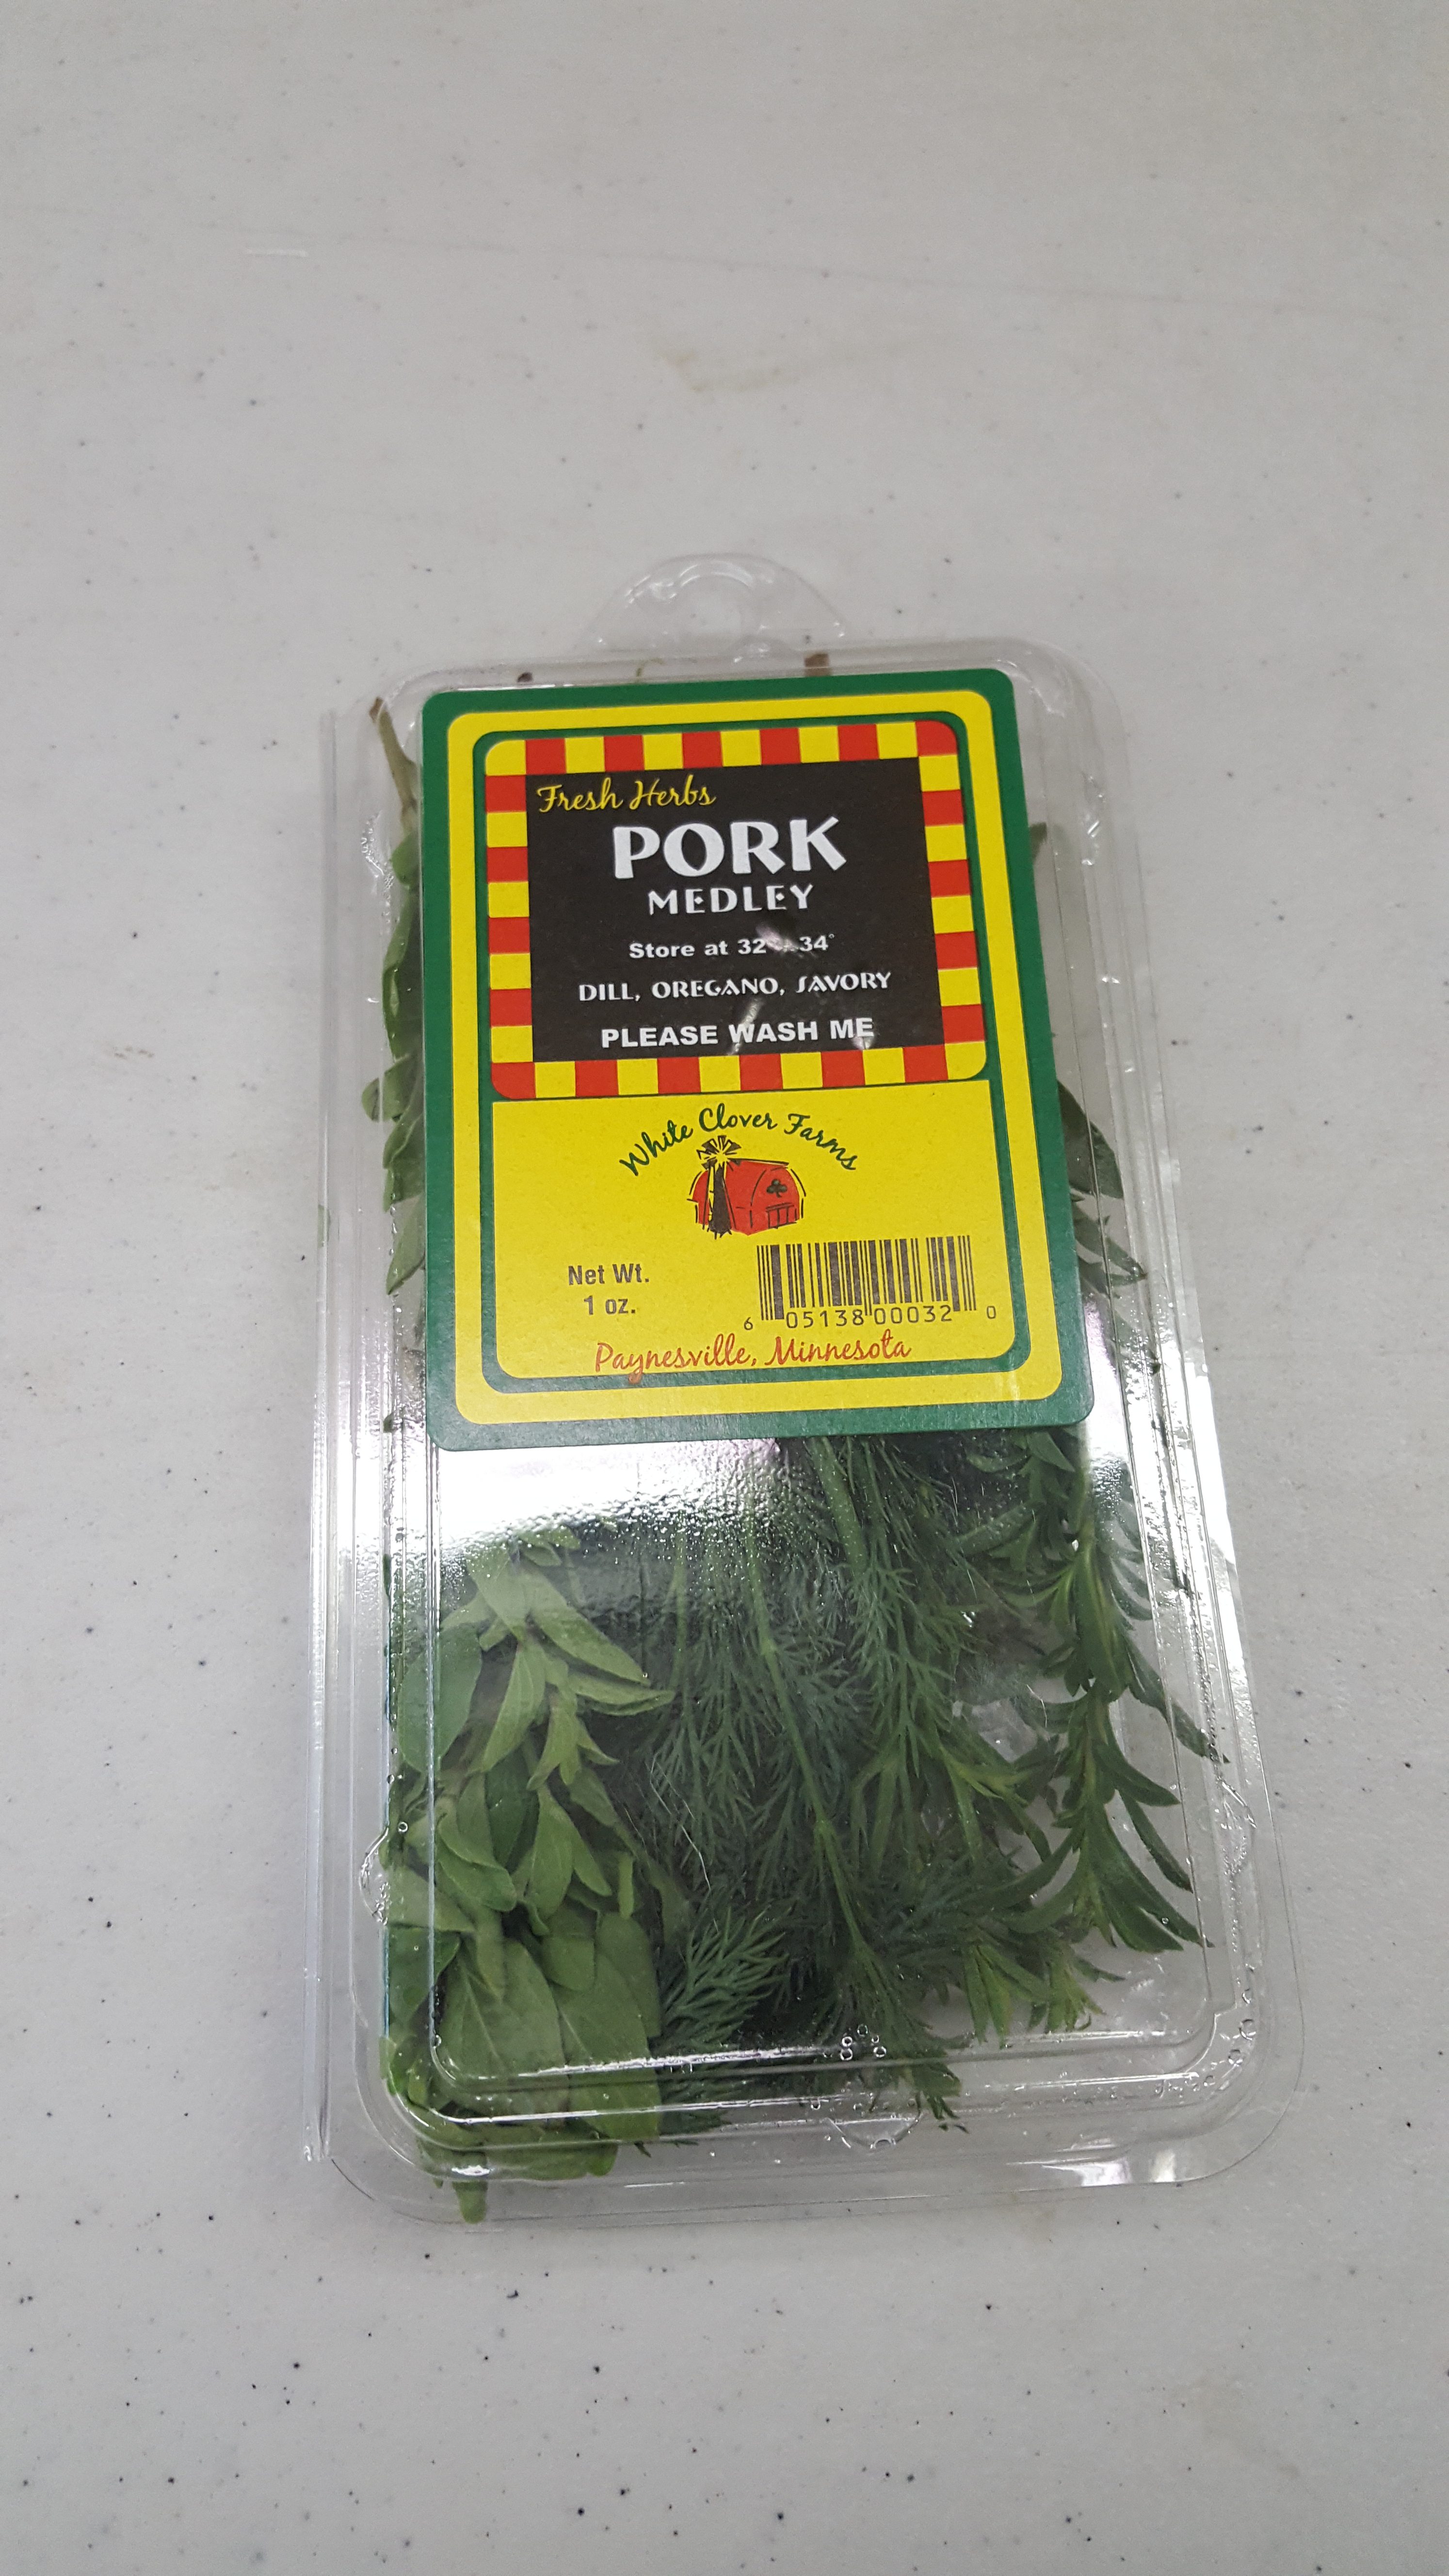 Fresh Herbs
PORK
MEDLEY
Store at 32° - 34°
DILL, OREGANO, SAVORY
PLEASE WASH ME
White Clover Farms
Net Wt.
1 oz.
6 05138 00032 0
Paynesville, Minnesota